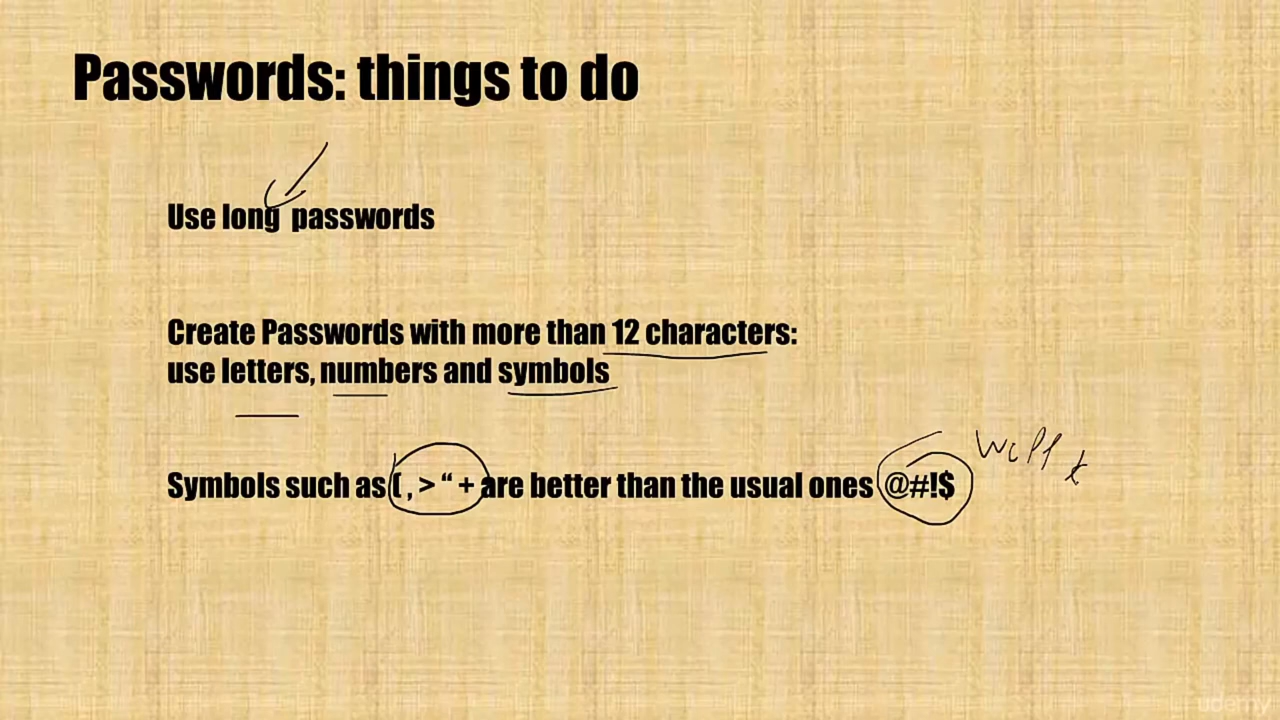 Passwords: things to do
Use long passwords
Create Passwords with more than 12 characters:
use letters, numbers and symbols
Symbols such as ( , > “ + are better than the usual ones @#!$
udemy